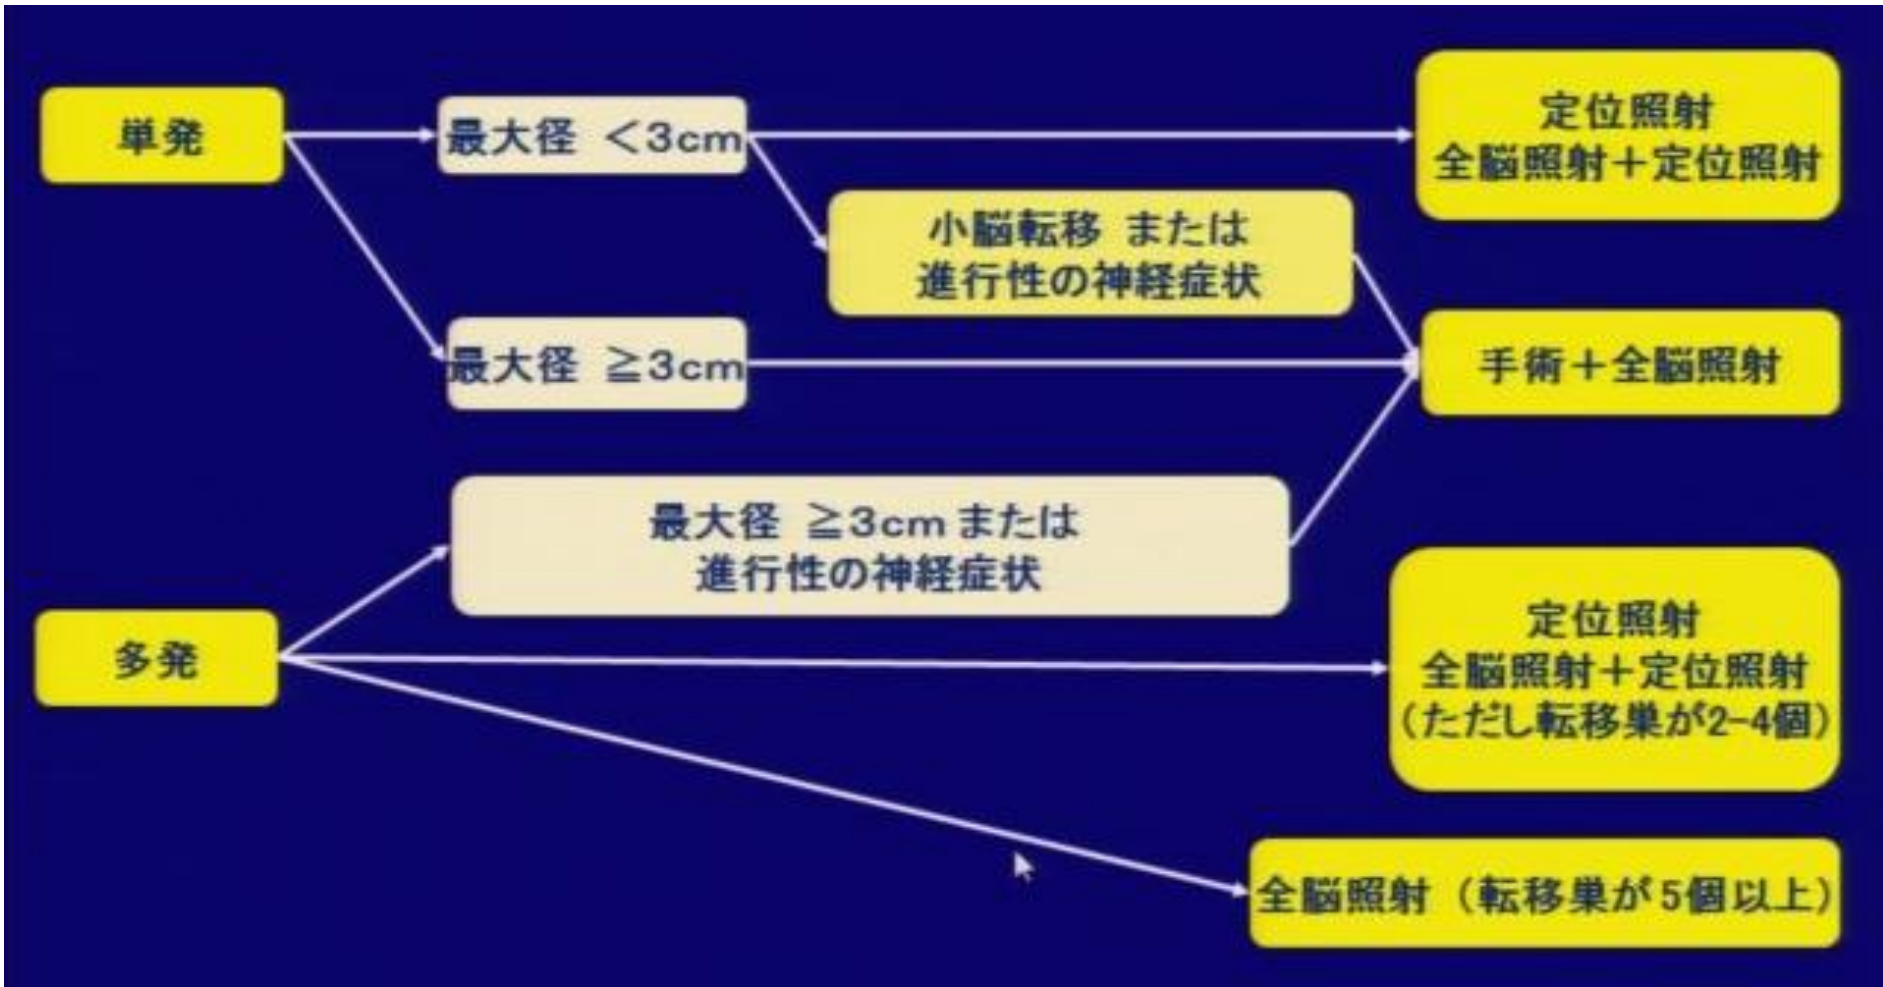 単発
最大径 ＜3cm
定位照射
全脳照射＋定位照射
小脳転移 または
進行性の神経症状
最大径 ≧3cm
手術＋全脳照射
最大径 ≧3cm または
進行性の神経症状
多発
定位照射
全脳照射＋定位照射
（ただし転移巣が2-4個）
全脳照射（転移巣が5個以上）